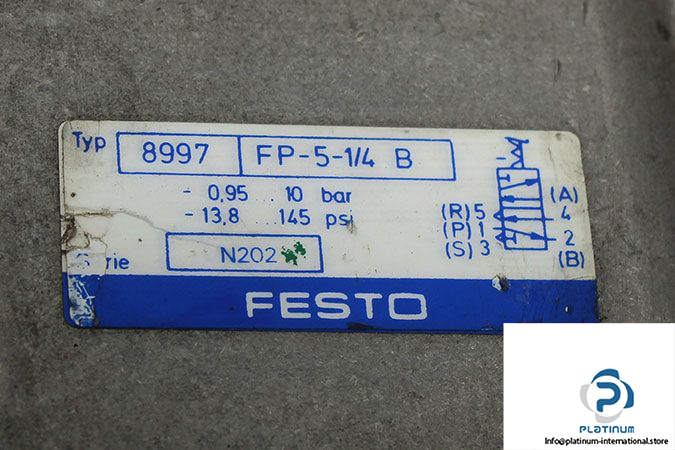 Typ 8997 FP-5-1/4 B
- 0,95 .. 10 bar
- 13,8 .. 145 psi
(R) 5
(P) 1
(S) 3
(A)
4
2
(B)
N202
FESTO
PLATINUM
Info@platinum-international.store